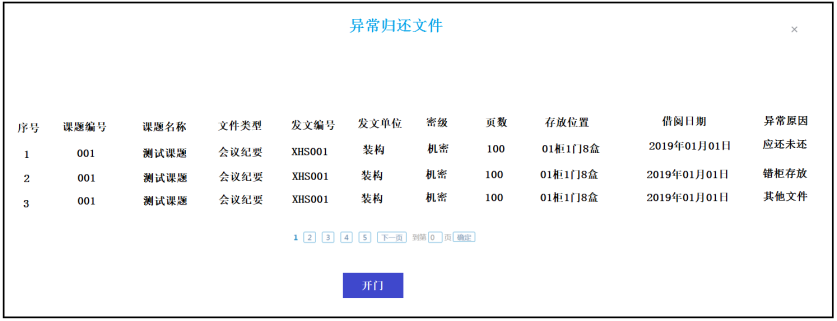 异常归还文件
×
序号 课题编号 课题名称 文件类型 发文编号 发文单位 密级 页数 存放位置 借阅日期 异常原因
1 001 测试课题 会议纪要 XHS001 装构 机密 100 01柜1门8盒 2019年01月01日 应还未还
2 001 测试课题 会议纪要 XHS001 装构 机密 100 01柜1门8盒 2019年01月01日 错柜存放
3 001 测试课题 会议纪要 XHS001 装构 机密 100 01柜1门8盒 2019年01月01日 其他文件
1 2 3 4 5 下一页 到第 0 页 确定
开门